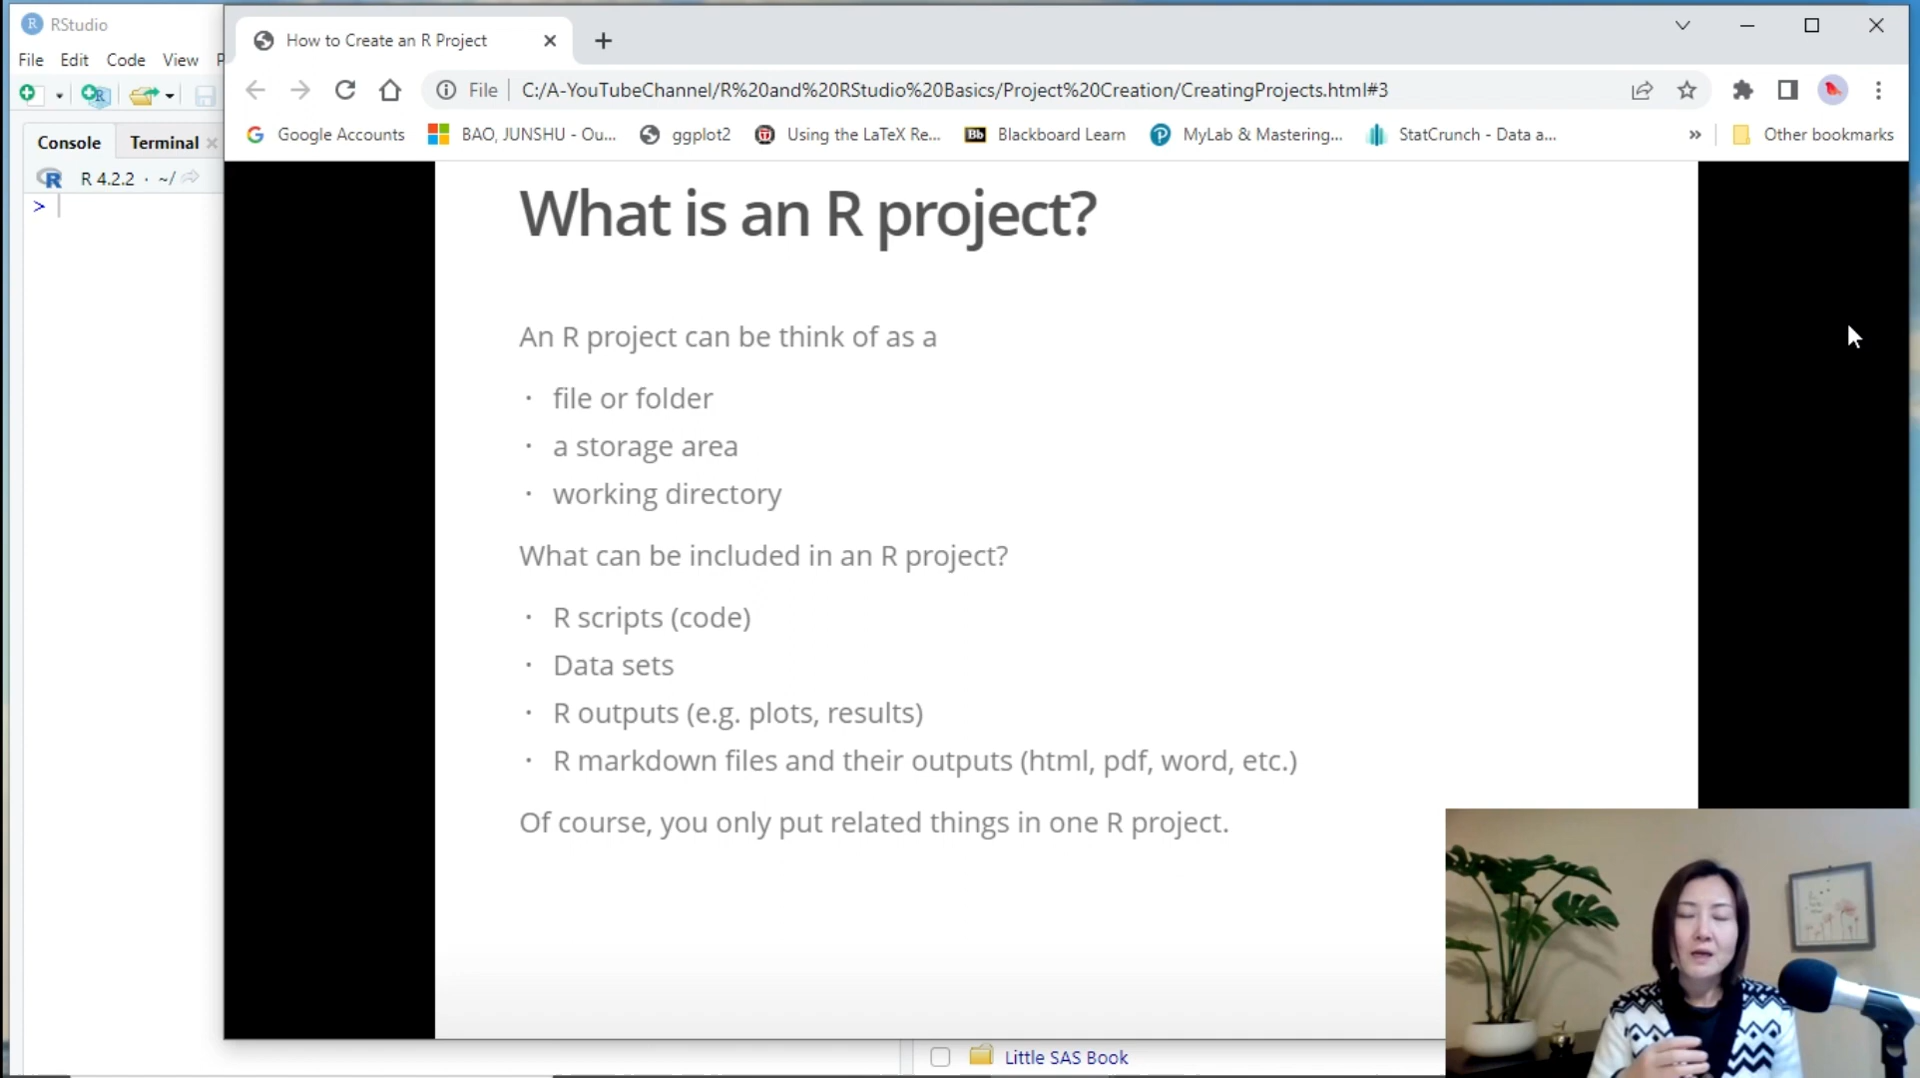 RStudio
File Edit Code View P
Console Terminal
R 4.2.2 · ~/
>
How to Create an R Project
File C:/A-YouTubeChannel/R%20and%20RStudio%20Basics/Project%20Creation/CreatingProjects.html#3
Google Accounts BAO, JUNSHU - Ou... ggplot2 Using the LaTeX Re... Bb Blackboard Learn MyLab & Mastering... StatCrunch - Data a... » Other bookmarks
What is an R project?
An R project can be think of as a
· file or folder
· a storage area
· working directory
What can be included in an R project?
· R scripts (code)
· Data sets
· R outputs (e.g. plots, results)
· R markdown files and their outputs (html, pdf, word, etc.)
Of course, you only put related things in one R project.
Little SAS Book